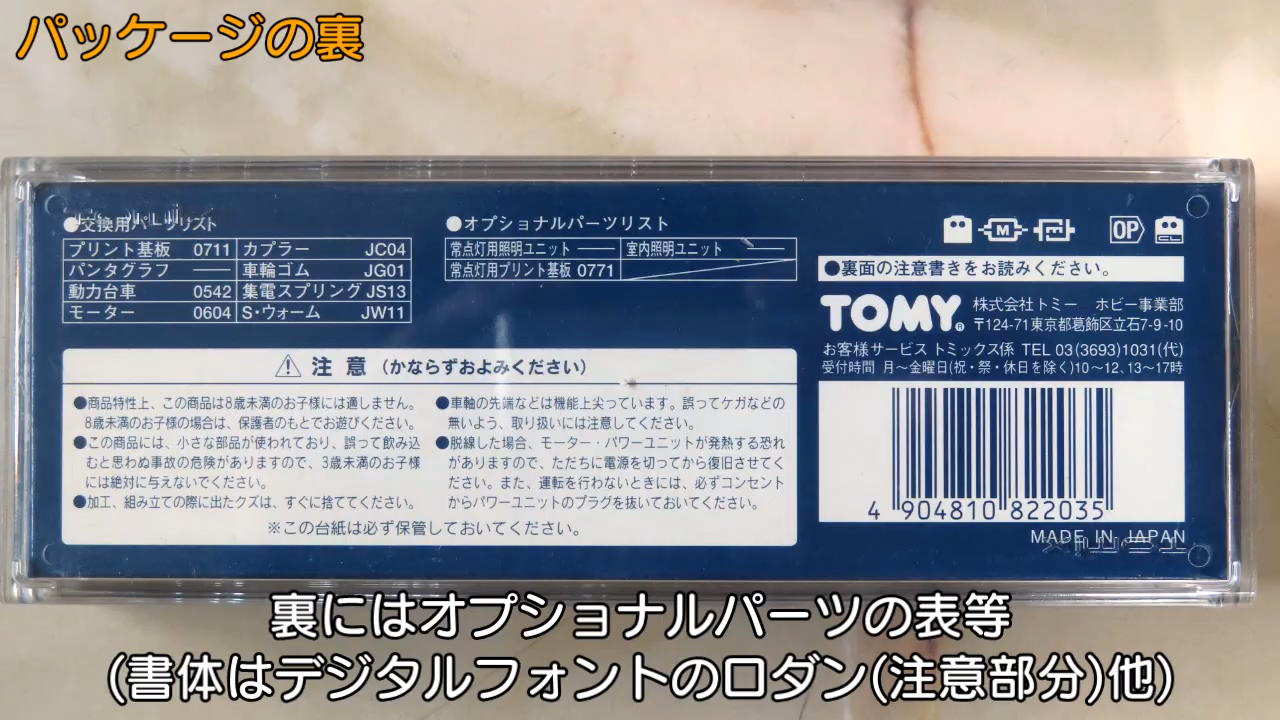 パッケージの裏
●交換用パーツリスト
プリント基板 0711 カプラー JC04
パンタグラフ ―― 車輪ゴム JG01
動力台車 0542 集電スプリング JS13
モーター 0604 S・ウォーム JW11
●オプショナルパーツリスト
常点灯用照明ユニット ―― 室内照明ユニット ――
常点灯用プリント基板 0771
M OP CL
●裏面の注意書きをお読みください。
TOMY® 株式会社トミー ホビー事業部
〒124-71東京都葛飾区立石7-9-10
お客様サービス トミックス係 TEL 03(3693)1031(代)
受付時間 月〜金曜日(祝・祭・休日を除く)10〜12、13〜17時
⚠ 注 意 (かならずおよみください)
●商品特性上、この商品は8歳未満のお子様には適しません。
8歳未満のお子様の場合は、保護者のもとでお遊びください。
●この商品には、小さな部品が使われており、誤って飲み込
むと思わぬ事故の危険がありますので、3歳未満のお子様
には絶対に与えないでください。
●加工、組み立ての際に出たクズは、すぐに捨ててください。
●車軸の先端などは機能上尖っています。誤ってケガなどの
無いよう、取り扱いには注意してください。
●脱線した場合、モーター・パワーユニットが発熱する恐れ
がありますので、ただちに電源を切ってから復旧させてく
ださい。また、運転を行わないときには、必ずコンセント
からパワーユニットのプラグを抜いておいてください。
※この台紙は必ず保管しておいてください。
4 904810 822035
MADE IN JAPAN
裏にはオプショナルパーツの表等
(書体はデジタルフォントのロダン(注意部分)他)